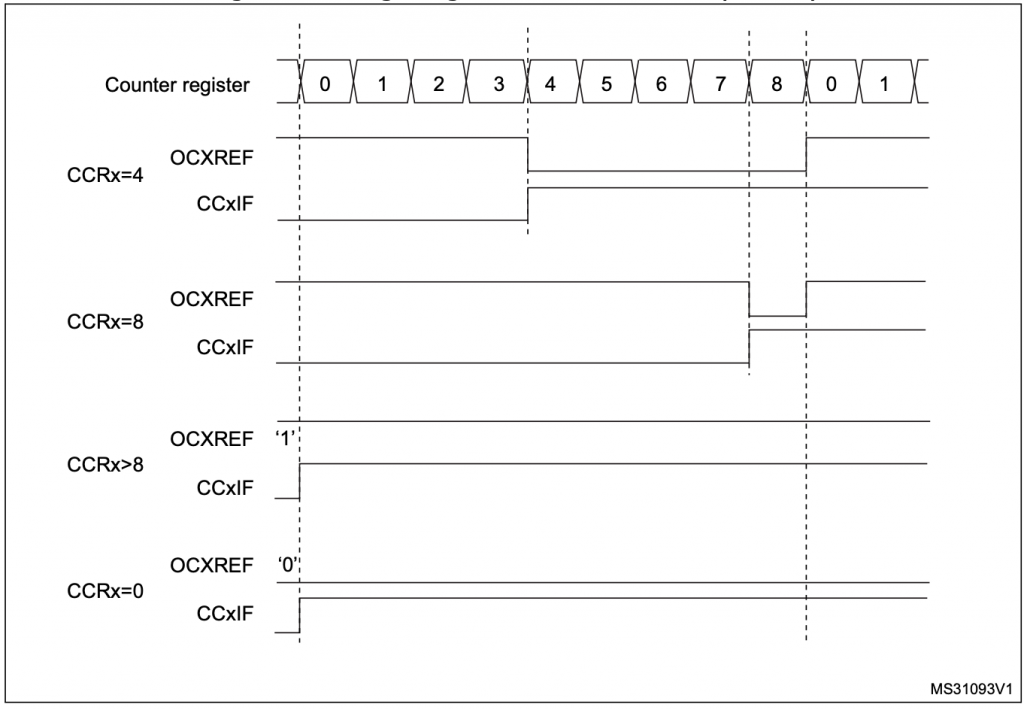 Counter register 0 1 2 3 4 5 6 7 8 0 1
OCXREF
CCRx=4
CCxIF
OCXREF
CCRx=8
CCxIF
OCXREF '1'
CCRx>8
CCxIF
OCXREF '0'
CCRx=0
CCxIF
MS31093V1